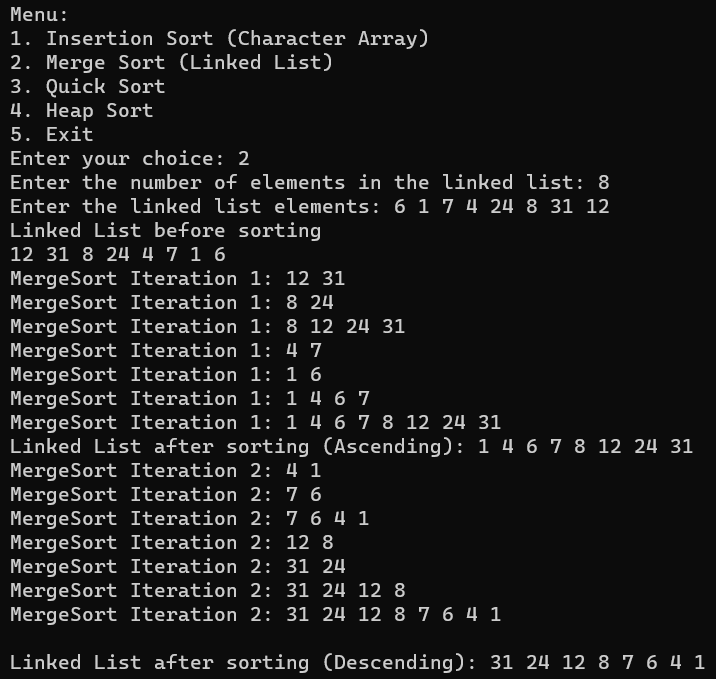 Menu:
1. Insertion Sort (Character Array)
2. Merge Sort (Linked List)
3. Quick Sort
4. Heap Sort
5. Exit
Enter your choice: 2
Enter the number of elements in the linked list: 8
Enter the linked list elements: 6 1 7 4 24 8 31 12
Linked List before sorting
12 31 8 24 4 7 1 6
MergeSort Iteration 1: 12 31
MergeSort Iteration 1: 8 24
MergeSort Iteration 1: 8 12 24 31
MergeSort Iteration 1: 4 7
MergeSort Iteration 1: 1 6
MergeSort Iteration 1: 1 4 6 7
MergeSort Iteration 1: 1 4 6 7 8 12 24 31
Linked List after sorting (Ascending): 1 4 6 7 8 12 24 31
MergeSort Iteration 2: 4 1
MergeSort Iteration 2: 7 6
MergeSort Iteration 2: 7 6 4 1
MergeSort Iteration 2: 12 8
MergeSort Iteration 2: 31 24
MergeSort Iteration 2: 31 24 12 8
MergeSort Iteration 2: 31 24 12 8 7 6 4 1
Linked List after sorting (Descending): 31 24 12 8 7 6 4 1